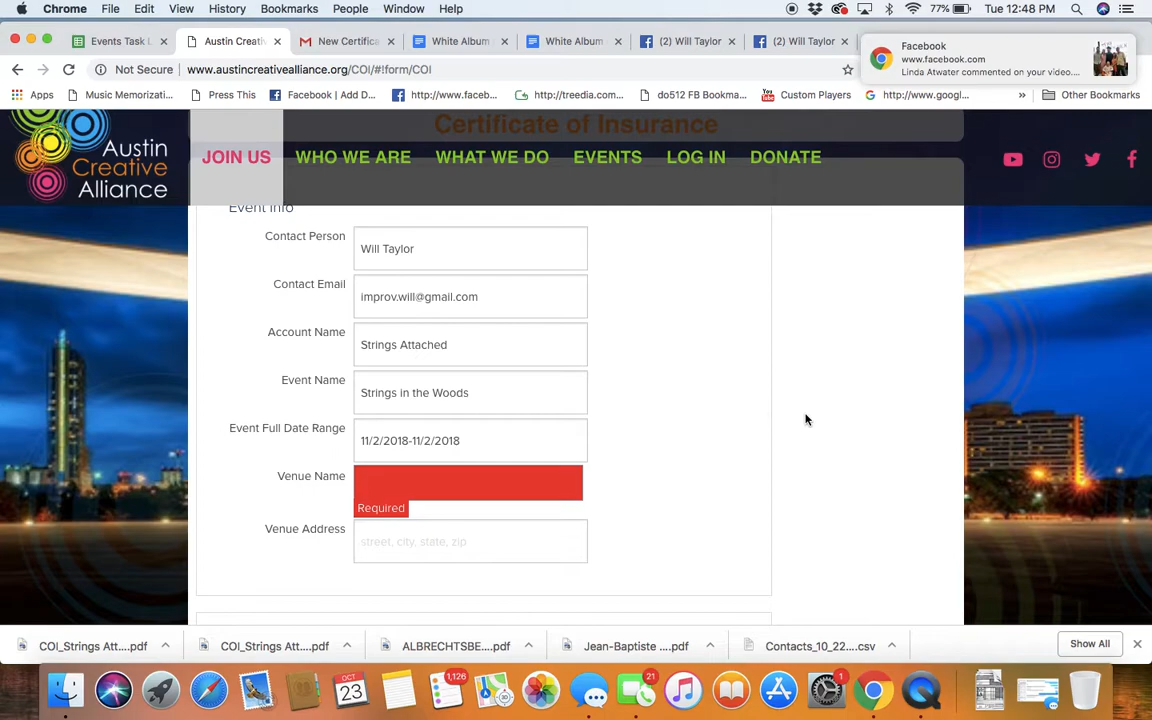 Chrome File Edit View History Bookmarks People Window Help 77% Tue 12:48 PM
Events Task L Austin Creati New Certifica White Album White Album (2) Will Taylor (2) Will Taylor
Facebook
www.facebook.com
Linda Atwater commented on your video....
Not Secure www.austincreativealliance.org/COI/#!form/COI
Apps Music Memorizati... Press This Facebook | Add D... http://www.faceb... http://treedia.com... do512 FB Bookma... Custom Players http://www.googl... » Other Bookmarks
Certificate of Insurance
Austin
Creative
Alliance
JOIN US WHO WE ARE WHAT WE DO EVENTS LOG IN DONATE
Event Info
Contact Person Will Taylor
Contact Email improv.will@gmail.com
Account Name Strings Attached
Event Name Strings in the Woods
Event Full Date Range 11/2/2018-11/2/2018
Venue Name
Required
Venue Address street, city, state, zip
COI_Strings Att....pdf COI_Strings Att....pdf ALBRECHTSBE....pdf Jean-Baptiste ....pdf Contacts_10_22....csv Show All
OCT
23
1,126
21
1